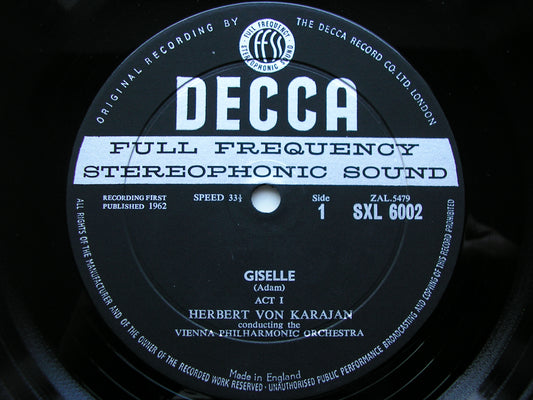 ORIGINAL RECORDING BY THE DECCA RECORD CO. LTD. LONDON
FULL FREQUENCY
ffss
STEREOPHONIC SOUND
DECCA
FULL FREQUENCY
STEREOPHONIC SOUND
RECORDING FIRST PUBLISHED 1962
SPEED 33⅓
Side 1
ZAL.5479
SXL 6002
GISELLE
(Adam)
ACT I
HERBERT VON KARAJAN
conducting the
VIENNA PHILHARMONIC ORCHESTRA
Made in England
ALL RIGHTS OF THE MANUFACTURER AND OF THE OWNER OF THE RECORDED WORK RESERVED · UNAUTHORISED PUBLIC PERFORMANCE BROADCASTING AND COPYING OF THIS RECORD PROHIBITED